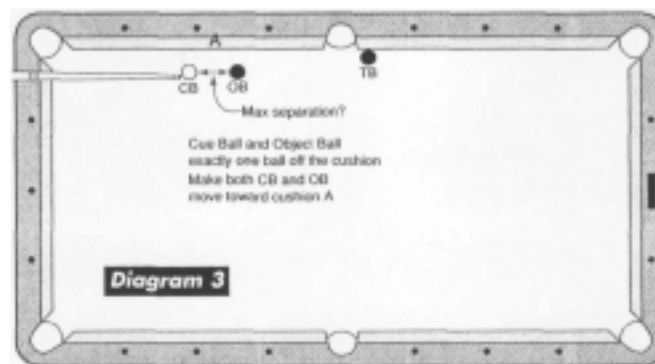 A
CB
OB
TB
Max separation?
Cue Ball and Object Ball
exactly one ball off the cushion
Make both CB and OB
move toward cushion A
Diagram 3